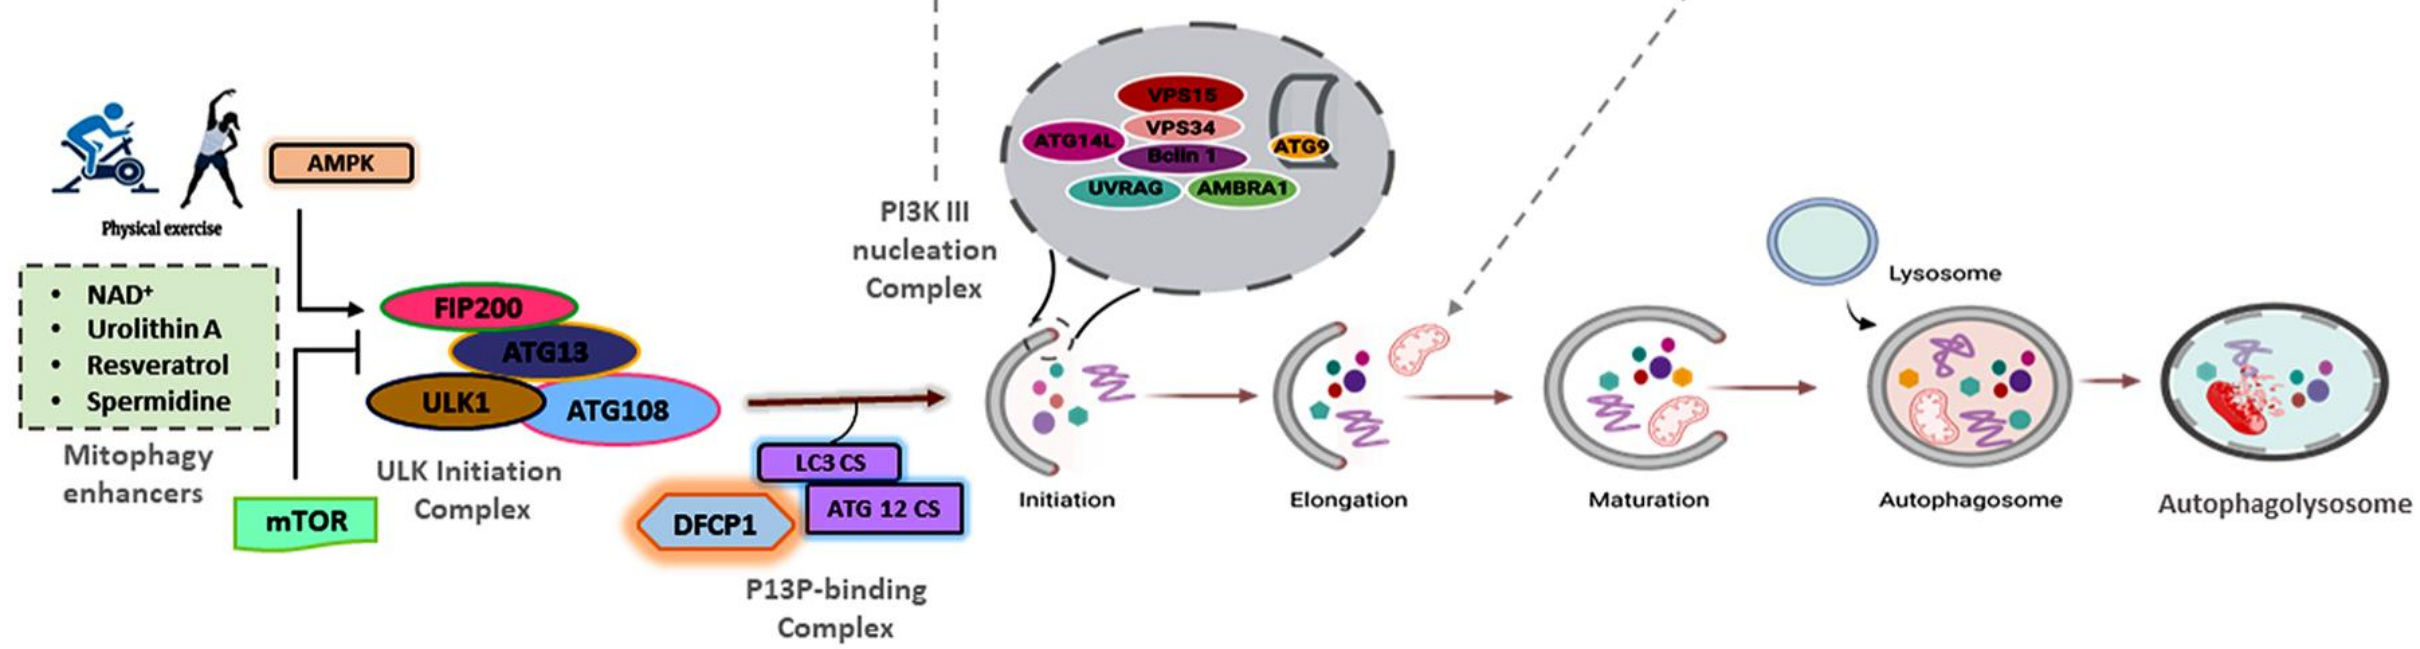 Physical exercise
AMPK
• NAD⁺
• Urolithin A
• Resveratrol
• Spermidine
Mitophagy
enhancers
mTOR
FIP200
ATG13
ULK1
ATG108
ULK Initiation
Complex
LC3 CS
ATG 12 CS
DFCP1
P13P-binding
Complex
PI3K III
nucleation
Complex
VPS15
VPS34
ATG14L
Bclin 1
UVRAG
AMBRA1
ATG9
Lysosome
Initiation
Elongation
Maturation
Autophagosome
Autophagolysosome